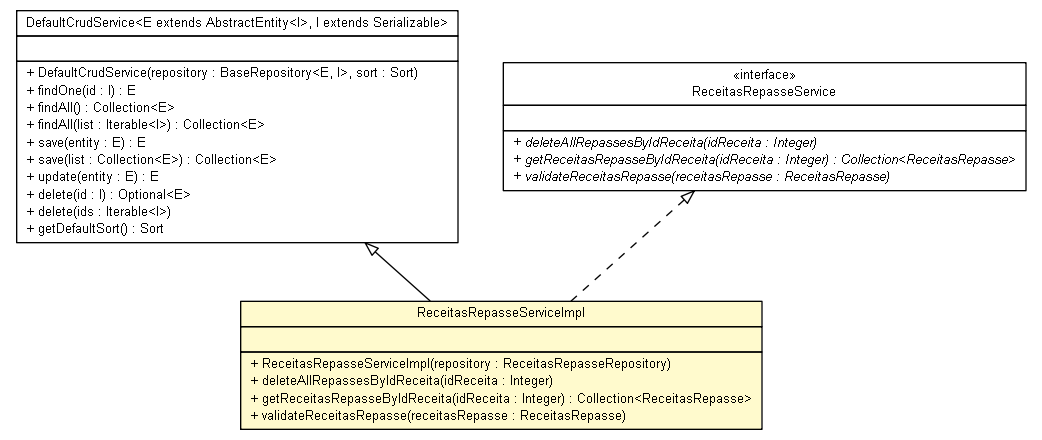 DefaultCrudService<E extends AbstractEntity<I>, I extends Serializable>
+ DefaultCrudService(repository : BaseRepository<E, I>, sort : Sort)
+ findOne(id : I) : E
+ findAll() : Collection<E>
+ findAll(list : Iterable<I>) : Collection<E>
+ save(entity : E) : E
+ save(list : Collection<E>) : Collection<E>
+ update(entity : E) : E
+ delete(id : I) : Optional<E>
+ delete(ids : Iterable<I>)
+ getDefaultSort() : Sort
«interface»
ReceitasRepasseService
+ deleteAllRepassesByIdReceita(idReceita : Integer)
+ getReceitasRepasseByIdReceita(idReceita : Integer) : Collection<ReceitasRepasse>
+ validateReceitasRepasse(receitasRepasse : ReceitasRepasse)
ReceitasRepasseServiceImpl
+ ReceitasRepasseServiceImpl(repository : ReceitasRepasseRepository)
+ deleteAllRepassesByIdReceita(idReceita : Integer)
+ getReceitasRepasseByIdReceita(idReceita : Integer) : Collection<ReceitasRepasse>
+ validateReceitasRepasse(receitasRepasse : ReceitasRepasse)